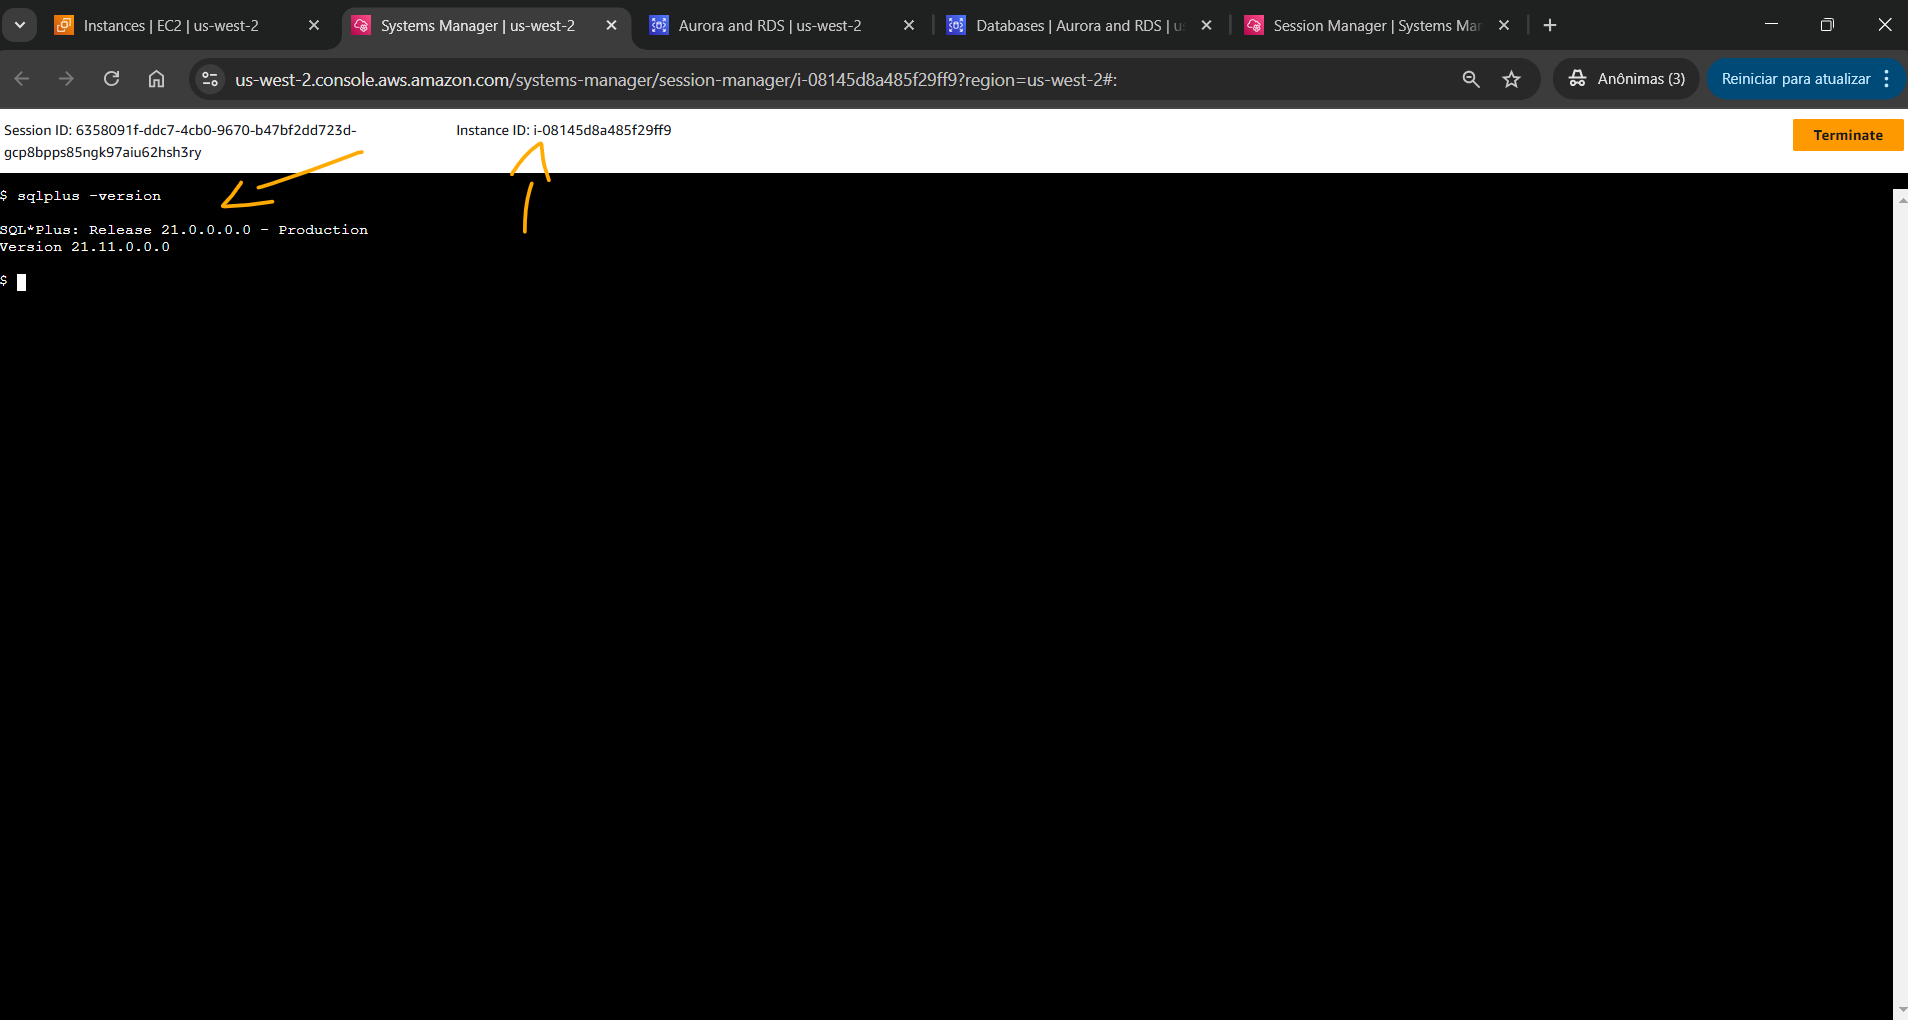 Instances | EC2 | us-west-2
Systems Manager | us-west-2
Aurora and RDS | us-west-2
Databases | Aurora and RDS | us
Session Manager | Systems Mar
us-west-2.console.aws.amazon.com/systems-manager/session-manager/i-08145d8a485f29ff9?region=us-west-2#:
Anônimas (3)
Reiniciar para atualizar
Session ID: 6358091f-ddc7-4cb0-9670-b47bf2dd723d-
gcp8bpps85ngk97aiu62hsh3ry
Instance ID: i-08145d8a485f29ff9
Terminate
$ sqlplus -version
SQL*Plus: Release 21.0.0.0.0 - Production
Version 21.11.0.0.0
$